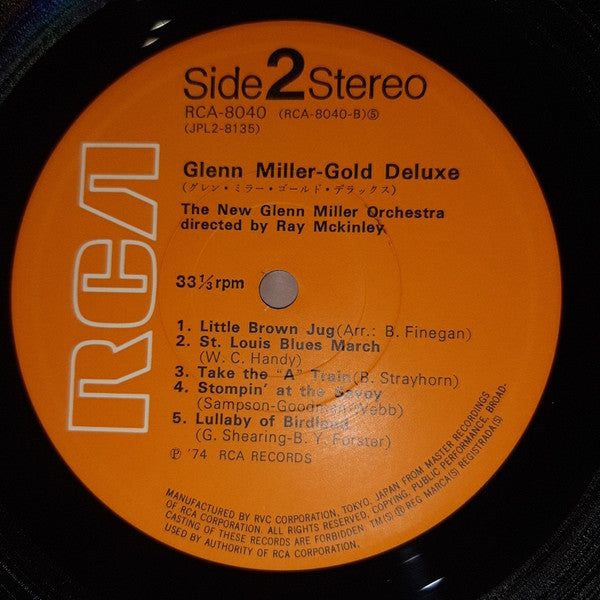 Side 2 Stereo
RCA-8040 (RCA-8040-B)⑤
(JPL2-8135)
Glenn Miller-Gold Deluxe
(グレン・ミラー・ゴールド・デラックス)
The New Glenn Miller Orchestra
directed by Ray Mckinley
RCA
33 1/3 rpm
1. Little Brown Jug (Arr.: B. Finegan)
2. St. Louis Blues March
(W. C. Handy)
3. Take the "A" Train (B. Strayhorn)
4. Stompin' at the Savoy
(Sampson-Goodman-Webb)
5. Lullaby of Birdland
(G. Shearing-B. Y. Forster)
Ⓟ '74 RCA RECORDS
MANUFACTURED BY RVC CORPORATION, TOKYO, JAPAN FROM MASTER RECORDINGS
OF RCA CORPORATION. ALL RIGHTS RESERVED. COPYING, PUBLIC PERFORMANCE, BROAD-
CASTING OF THESE RECORDS ARE FORBIDDEN TM(S)Ⓡ REG MARCA(S) REGISTRADA(S)
USED BY AUTHORITY OF RCA CORPORATION.